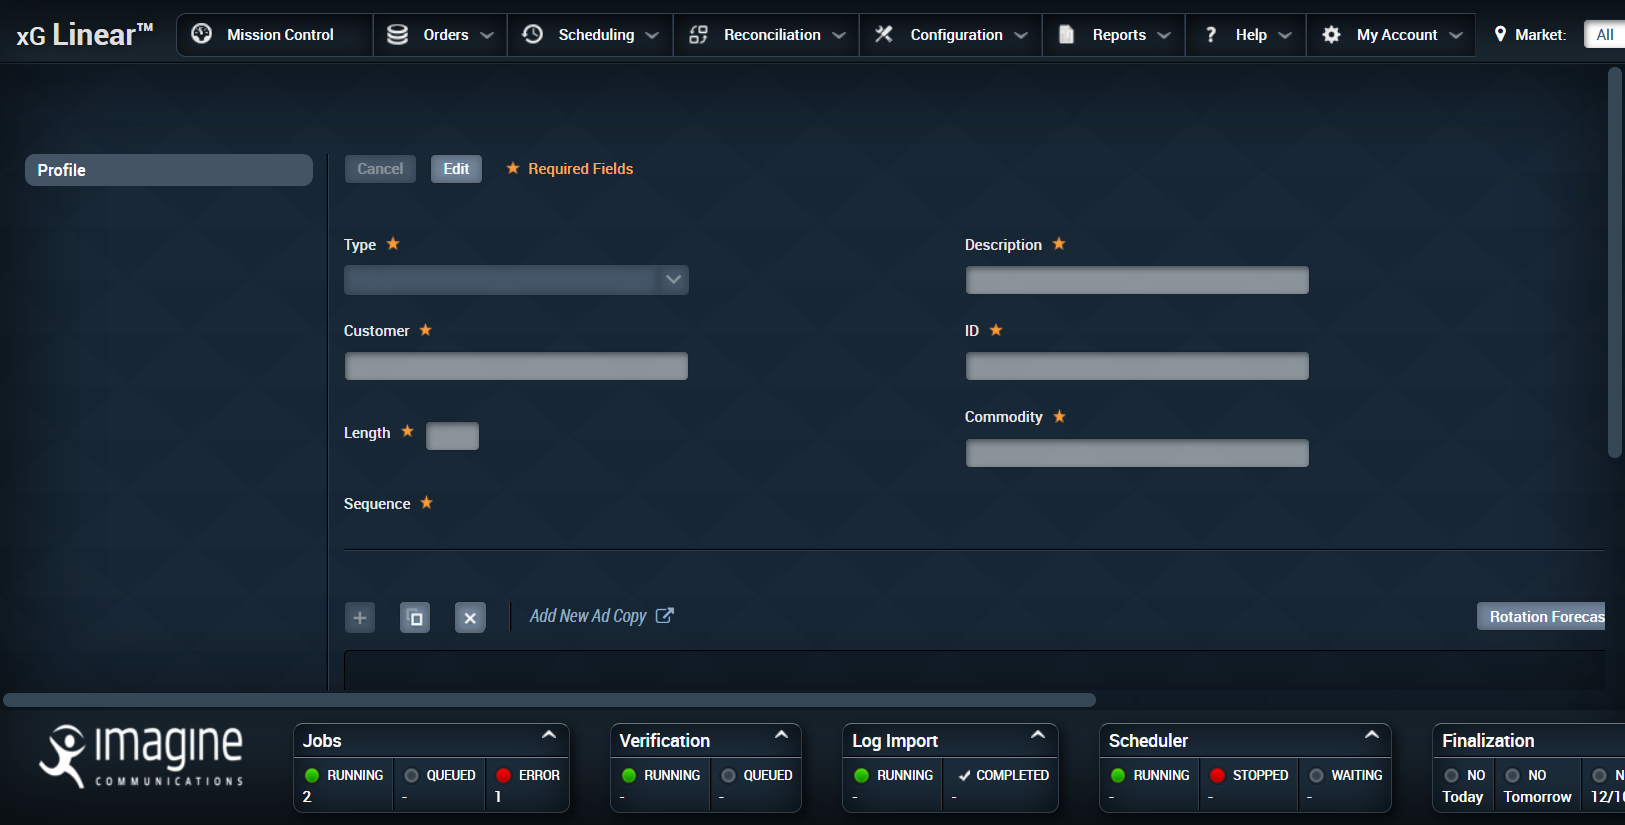 xG Linear™
Mission Control
Orders
Scheduling
Reconciliation
Configuration
Reports
? Help
My Account
Market:
All
Profile
Cancel
Edit
Required Fields
Type
Description
Customer
ID
Length
Commodity
Sequence
Add New Ad Copy
Rotation Forecas
imagine
COMMUNICATIONS
Jobs
RUNNING
2
QUEUED
-
ERROR
1
Verification
RUNNING
-
QUEUED
-
Log Import
RUNNING
-
COMPLETED
-
Scheduler
RUNNING
-
STOPPED
-
WAITING
-
Finalization
NO
Today
NO
Tomorrow
N
12/1